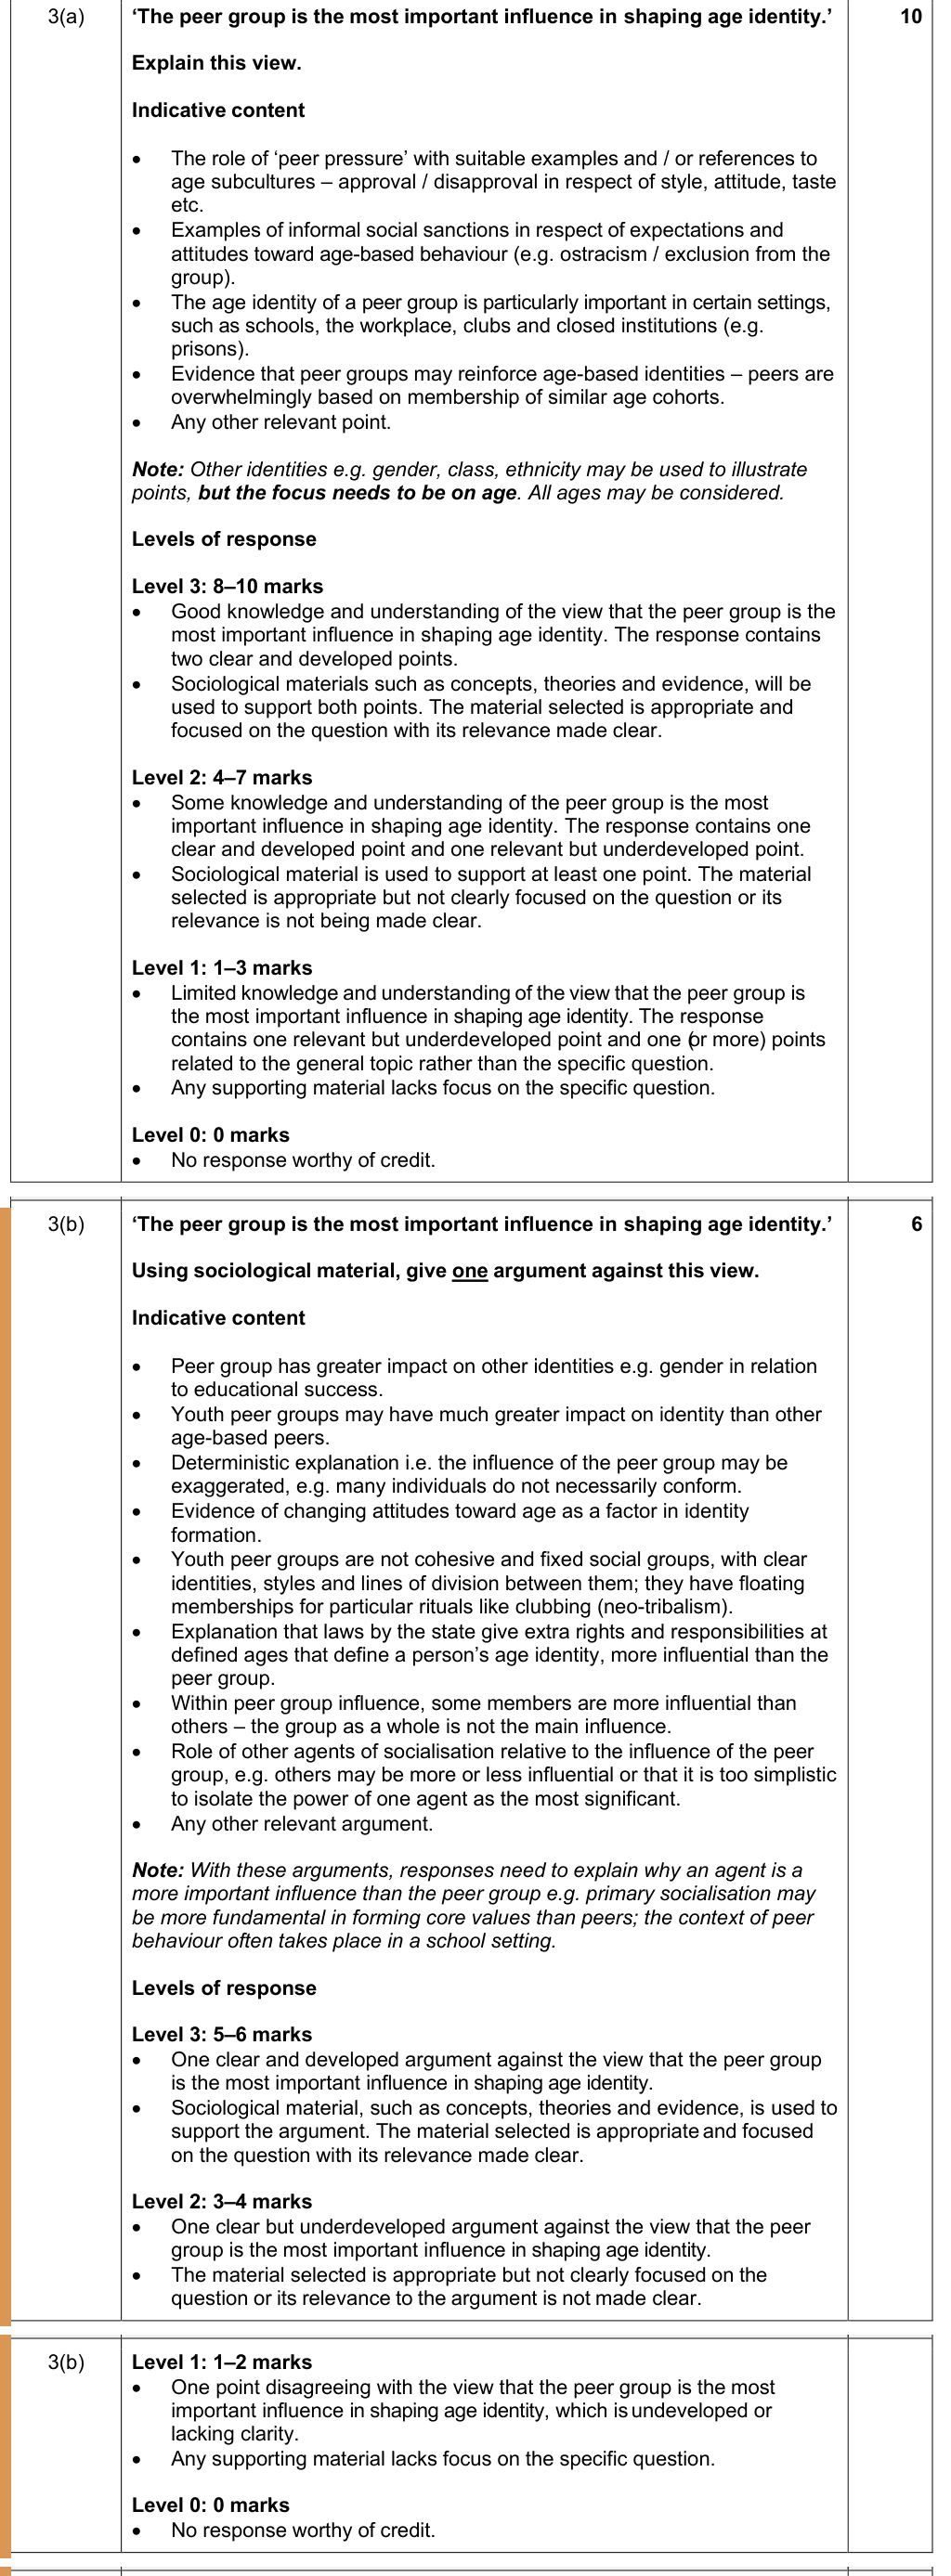 3(a)
‘The peer group is the most important influence in shaping age identity.’
10
Explain this view.
Indicative content
• The role of ‘peer pressure’ with suitable examples and / or references to
age subcultures – approval / disapproval in respect of style, attitude, taste
etc.
• Examples of informal social sanctions in respect of expectations and
attitudes toward age-based behaviour (e.g. ostracism / exclusion from the
group).
• The age identity of a peer group is particularly important in certain settings,
such as schools, the workplace, clubs and closed institutions (e.g.
prisons).
• Evidence that peer groups may reinforce age-based identities – peers are
overwhelmingly based on membership of similar age cohorts.
• Any other relevant point.
Note: Other identities e.g. gender, class, ethnicity may be used to illustrate
points, but the focus needs to be on age. All ages may be considered.
Levels of response
Level 3: 8–10 marks
• Good knowledge and understanding of the view that the peer group is the
most important influence in shaping age identity. The response contains
two clear and developed points.
• Sociological materials such as concepts, theories and evidence, will be
used to support both points. The material selected is appropriate and
focused on the question with its relevance made clear.
Level 2: 4–7 marks
• Some knowledge and understanding of the peer group is the most
important influence in shaping age identity. The response contains one
clear and developed point and one relevant but underdeveloped point.
• Sociological material is used to support at least one point. The material
selected is appropriate but not clearly focused on the question or its
relevance is not being made clear.
Level 1: 1–3 marks
• Limited knowledge and understanding of the view that the peer group is
the most important influence in shaping age identity. The response
contains one relevant but underdeveloped point and one (or more) points
related to the general topic rather than the specific question.
• Any supporting material lacks focus on the specific question.
Level 0: 0 marks
• No response worthy of credit.
3(b)
‘The peer group is the most important influence in shaping age identity.’
6
Using sociological material, give one argument against this view.
Indicative content
• Peer group has greater impact on other identities e.g. gender in relation
to educational success.
• Youth peer groups may have much greater impact on identity than other
age-based peers.
• Deterministic explanation i.e. the influence of the peer group may be
exaggerated, e.g. many individuals do not necessarily conform.
• Evidence of changing attitudes toward age as a factor in identity
formation.
• Youth peer groups are not cohesive and fixed social groups, with clear
identities, styles and lines of division between them; they have floating
memberships for particular rituals like clubbing (neo-tribalism).
• Explanation that laws by the state give extra rights and responsibilities at
defined ages that define a person’s age identity, more influential than the
peer group.
• Within peer group influence, some members are more influential than
others – the group as a whole is not the main influence.
• Role of other agents of socialisation relative to the influence of the peer
group, e.g. others may be more or less influential or that it is too simplistic
to isolate the power of one agent as the most significant.
• Any other relevant argument.
Note: With these arguments, responses need to explain why an agent is a
more important influence than the peer group e.g. primary socialisation may
be more fundamental in forming core values than peers; the context of peer
behaviour often takes place in a school setting.
Levels of response
Level 3: 5–6 marks
• One clear and developed argument against the view that the peer group
is the most important influence in shaping age identity.
• Sociological material, such as concepts, theories and evidence, is used to
support the argument. The material selected is appropriate and focused
on the question with its relevance made clear.
Level 2: 3–4 marks
• One clear but underdeveloped argument against the view that the peer
group is the most important influence in shaping age identity.
• The material selected is appropriate but not clearly focused on the
question or its relevance to the argument is not made clear.
3(b)
Level 1: 1–2 marks
• One point disagreeing with the view that the peer group is the most
important influence in shaping age identity, which is undeveloped or
lacking clarity.
• Any supporting material lacks focus on the specific question.
Level 0: 0 marks
• No response worthy of credit.